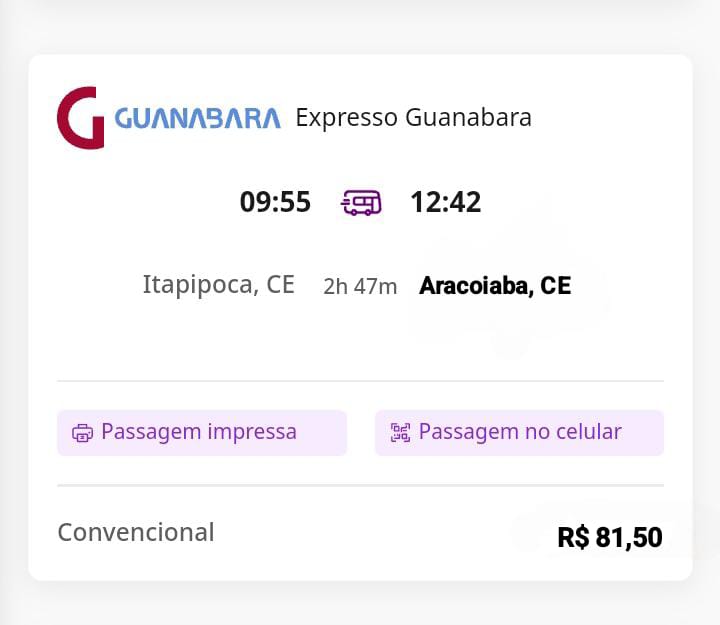 GUANABARA Expresso Guanabara
09:55 12:42
Itapipoca, CE 2h 47m Aracoiaba, CE
Passagem impressa Passagem no celular
Convencional R$ 81,50